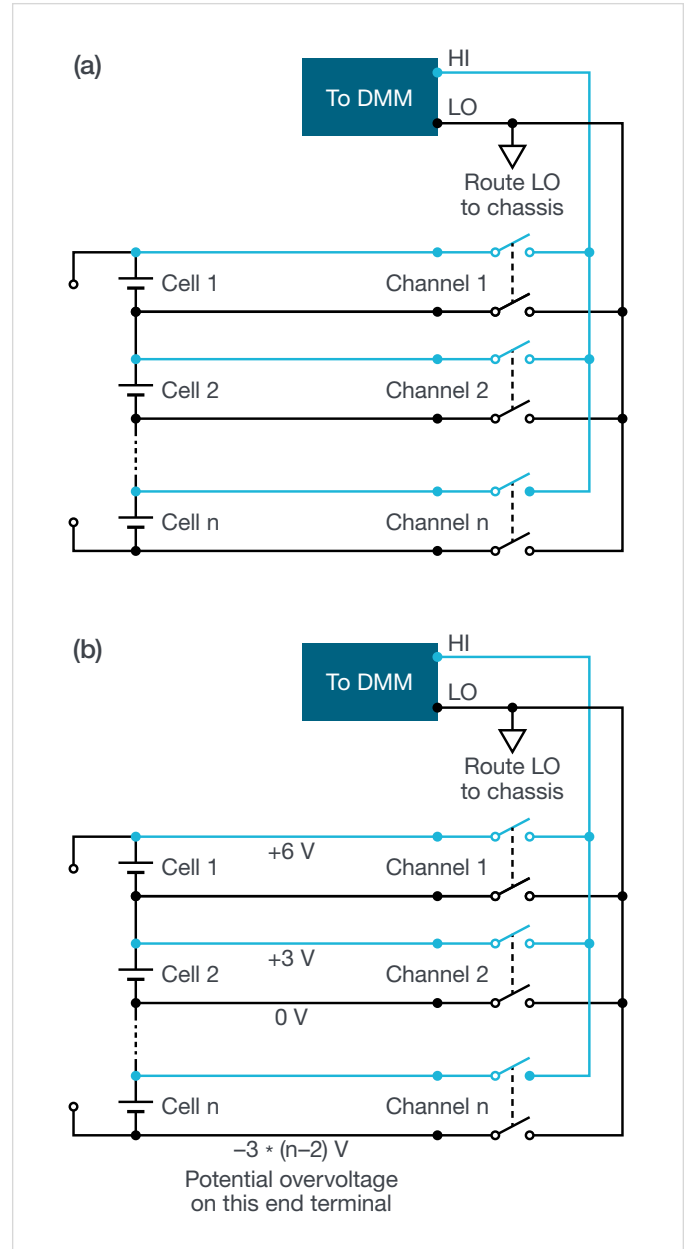 (a)
HI
To DMM
LO
Route LO
to chassis
Cell 1
Channel 1
Cell 2
Channel 2
Cell n
Channel n
(b)
HI
To DMM
LO
Route LO
to chassis
+6 V
Cell 1
Channel 1
+3 V
Cell 2
Channel 2
0 V
Cell n
Channel n
–3 * (n–2) V
Potential overvoltage
on this end terminal